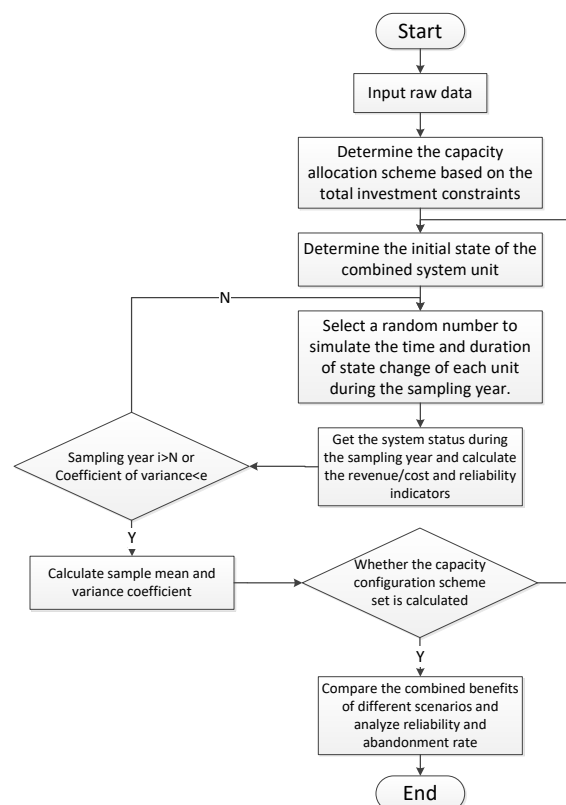 Start
Input raw data
Determine the capacity
allocation scheme based on the
total investment constraints
Determine the initial state of the
combined system unit
N
Select a random number to
simulate the time and duration
of state change of each unit
during the sampling year.
Get the system status during
the sampling year and calculate
the revenue/cost and reliability
indicators
Sampling year i>N or
Coefficient of variance<e
Y
Calculate sample mean and
variance coefficient
Whether the capacity
configuration scheme
set is calculated
Y
Compare the combined benefits
of different scenarios and
analyze reliability and
abandonment rate
End